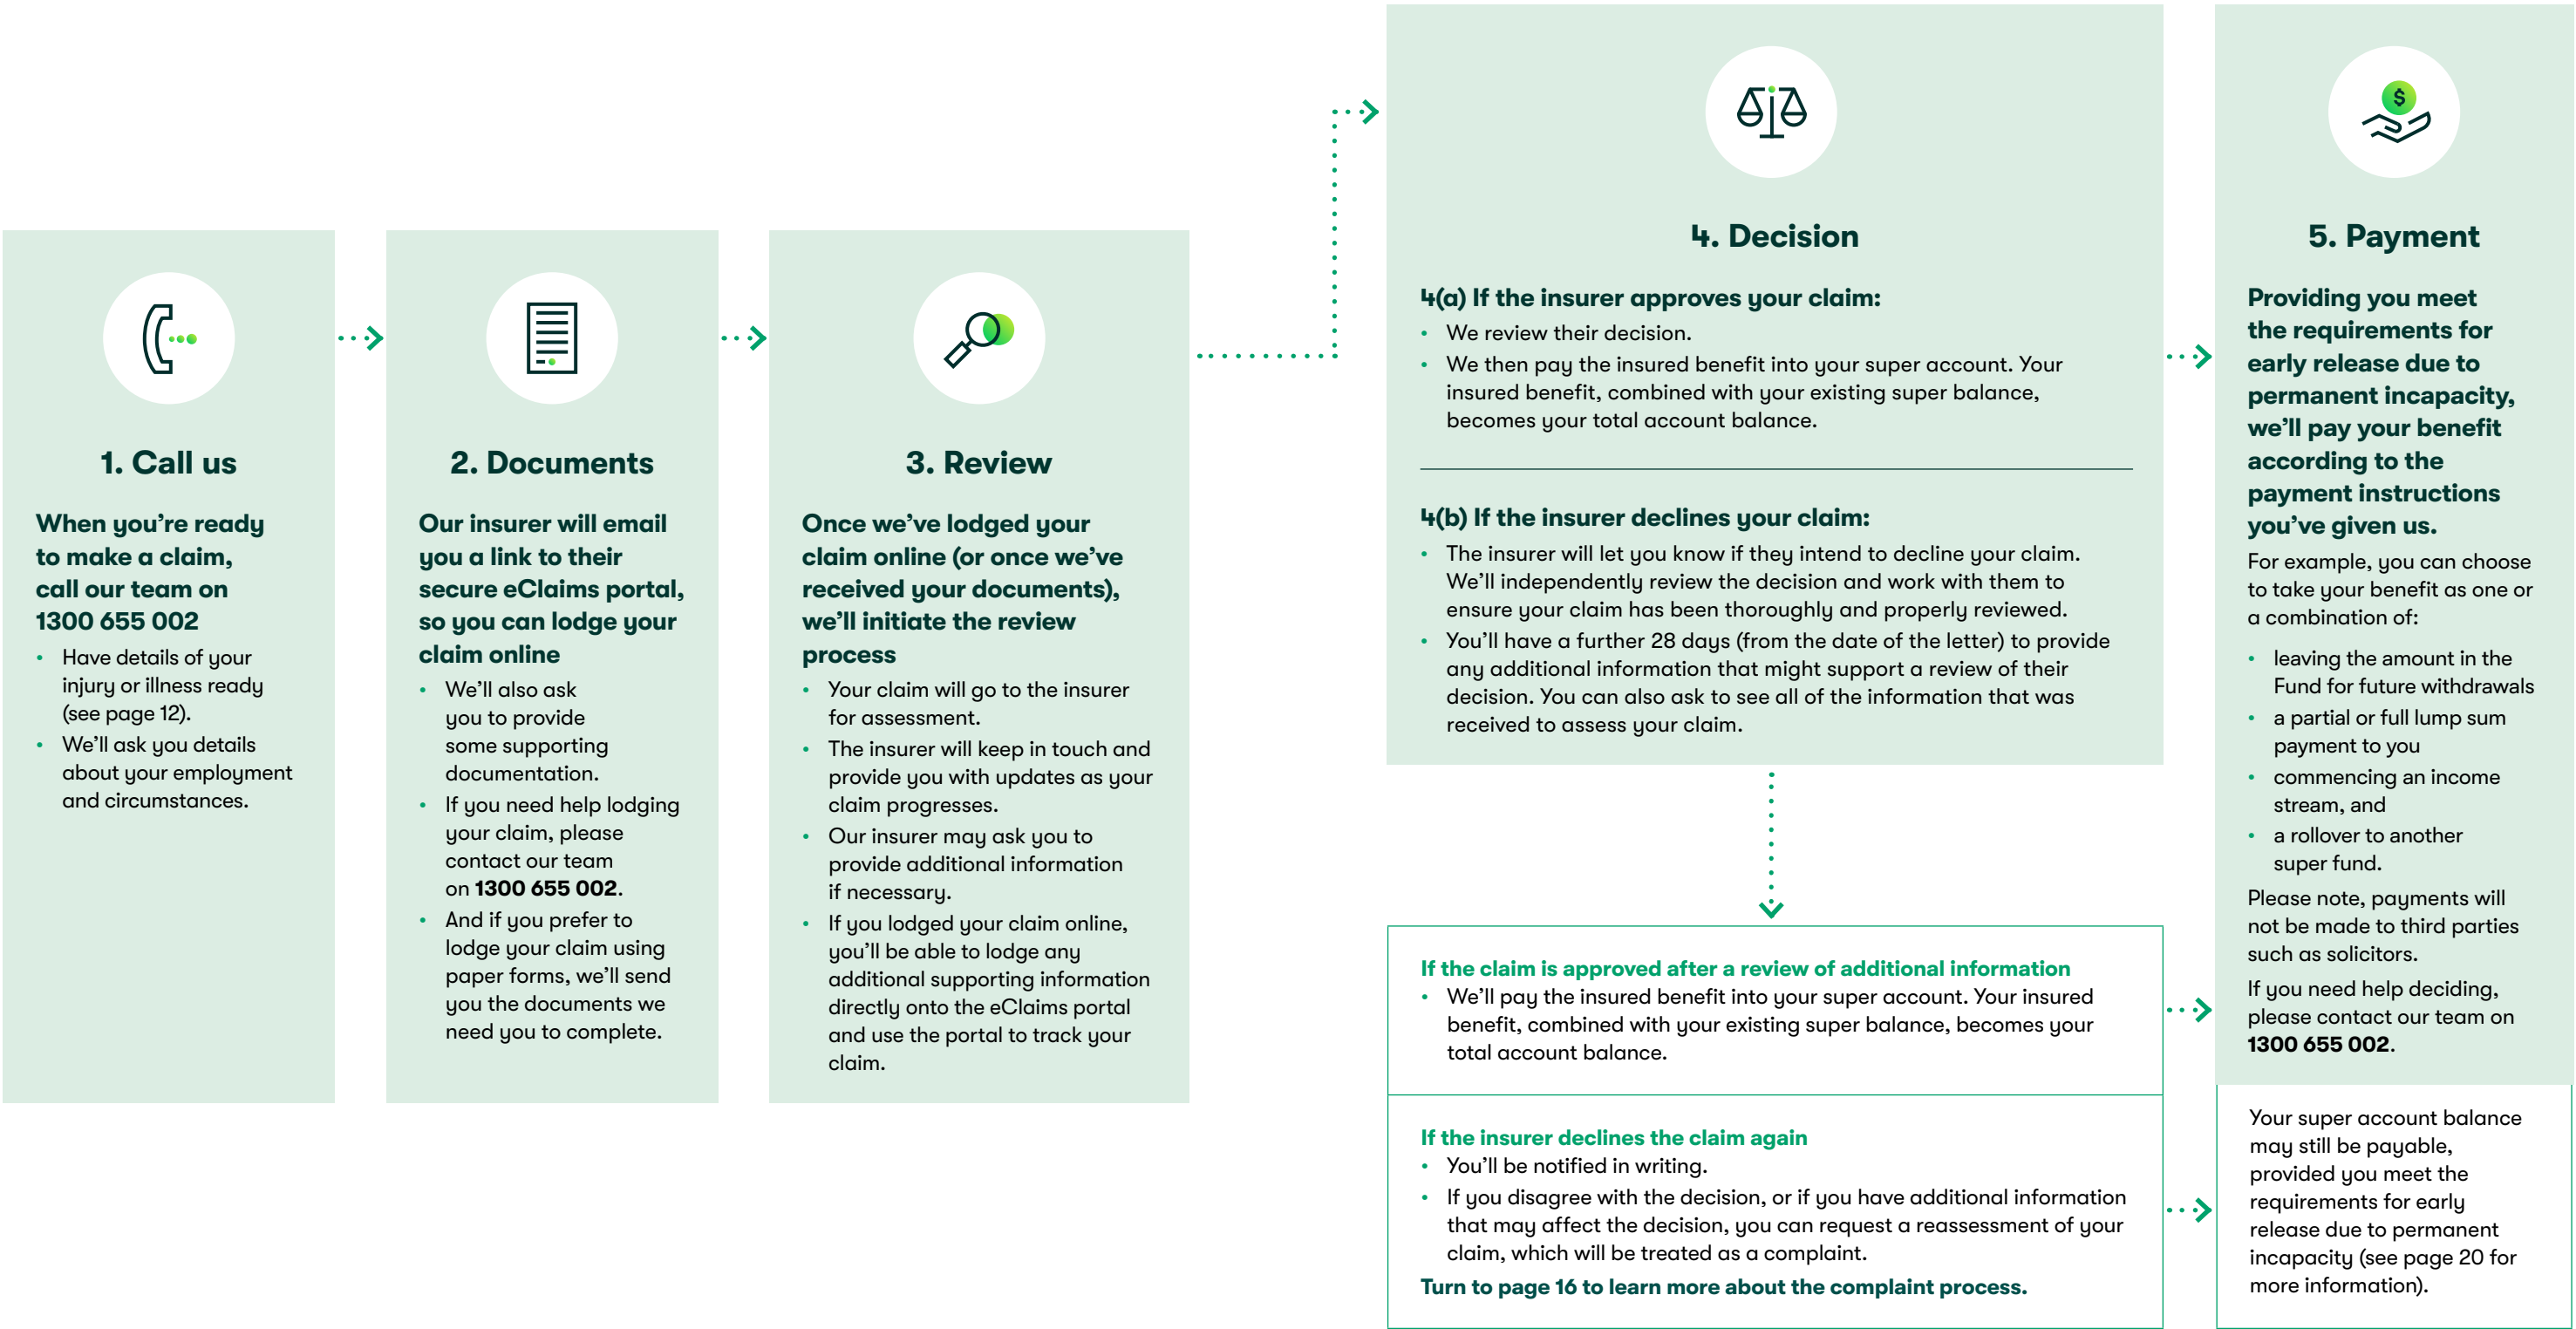 1. Call us
When you're ready
to make a claim,
call our team on
1300 655 002
• Have details of your
injury or illness ready
(see page 12).
• We'll ask you details
about your employment
and circumstances.
2. Documents
Our insurer will email
you a link to their
secure eClaims portal,
so you can lodge your
claim online
• We'll also ask
you to provide
some supporting
documentation.
• If you need help lodging
your claim, please
contact our team
on 1300 655 002.
• And if you prefer to
lodge your claim using
paper forms, we'll send
you the documents we
need you to complete.
3. Review
Once we've lodged your
claim online (or once we've
received your documents),
we'll initiate the review
process
• Your claim will go to the insurer
for assessment.
• The insurer will keep in touch and
provide you with updates as your
claim progresses.
• Our insurer may ask you to
provide additional information
if necessary.
• If you lodged your claim online,
you'll be able to lodge any
additional supporting information
directly onto the eClaims portal
and use the portal to track your
claim.
4. Decision
4(a) If the insurer approves your claim:
• We review their decision.
• We then pay the insured benefit into your super account. Your
insured benefit, combined with your existing super balance,
becomes your total account balance.
4(b) If the insurer declines your claim:
• The insurer will let you know if they intend to decline your claim.
We'll independently review the decision and work with them to
ensure your claim has been thoroughly and properly reviewed.
• You'll have a further 28 days (from the date of the letter) to provide
any additional information that might support a review of their
decision. You can also ask to see all of the information that was
received to assess your claim.
If the claim is approved after a review of additional information
• We'll pay the insured benefit into your super account. Your insured
benefit, combined with your existing super balance, becomes your
total account balance.
If the insurer declines the claim again
• You'll be notified in writing.
• If you disagree with the decision, or if you have additional information
that may affect the decision, you can request a reassessment of your
claim, which will be treated as a complaint.
Turn to page 16 to learn more about the complaint process.
$
5. Payment
Providing you meet
the requirements for
early release due to
permanent incapacity,
we'll pay your benefit
according to the
payment instructions
you've given us.
For example, you can choose
to take your benefit as one or
a combination of:
• leaving the amount in the
Fund for future withdrawals
• a partial or full lump sum
payment to you
• commencing an income
stream, and
• a rollover to another
super fund.
Please note, payments will
not be made to third parties
such as solicitors.
If you need help deciding,
please contact our team on
1300 655 002.
Your super account balance
may still be payable,
provided you meet the
requirements for early
release due to permanent
incapacity (see page 20 for
more information).